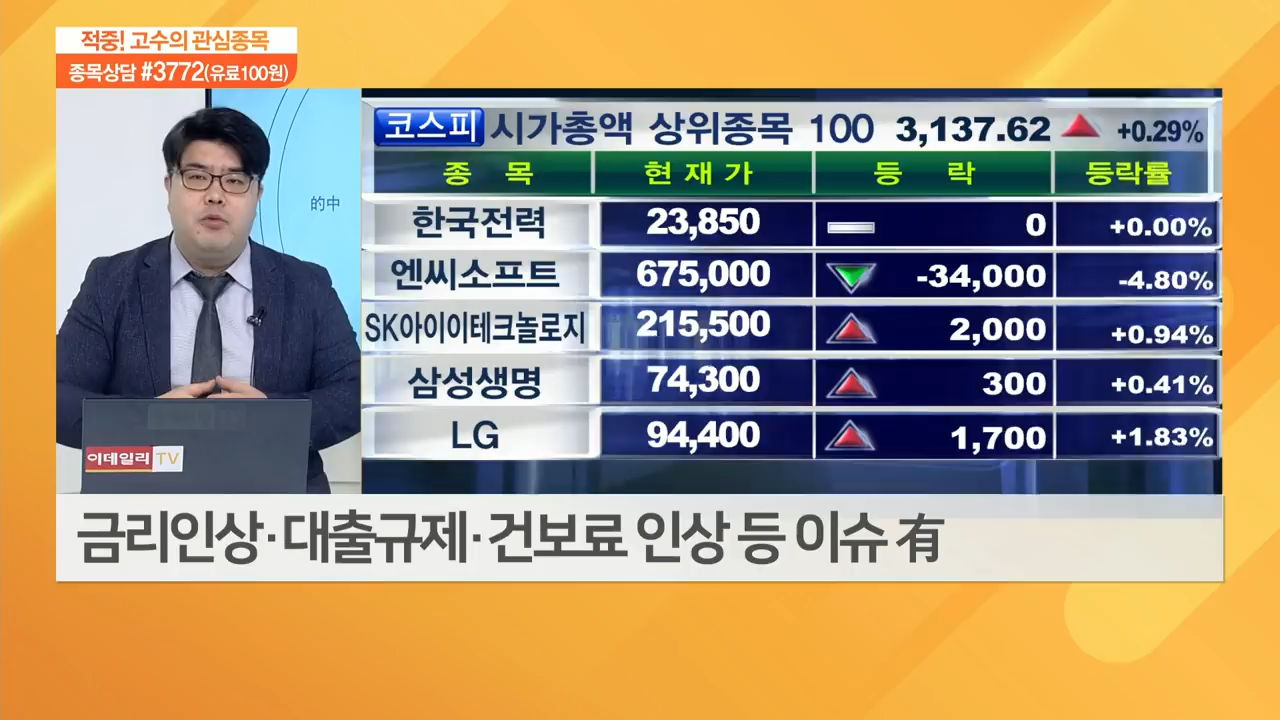 적중! 고수의 관심종목
종목상담 #3772(유료100원)
的中
코스피 시가총액 상위종목 100 3,137.62 ▲ +0.29%
종 목 현 재 가 등 락 등락률
한국전력 23,850 0 +0.00%
엔씨소프트 675,000 ▼ -34,000 -4.80%
SK아이이테크놀로지 215,500 ▲ 2,000 +0.94%
삼성생명 74,300 ▲ 300 +0.41%
LG 94,400 ▲ 1,700 +1.83%
이데일리 TV
금리인상·대출규제·건보료 인상 등 이슈 有